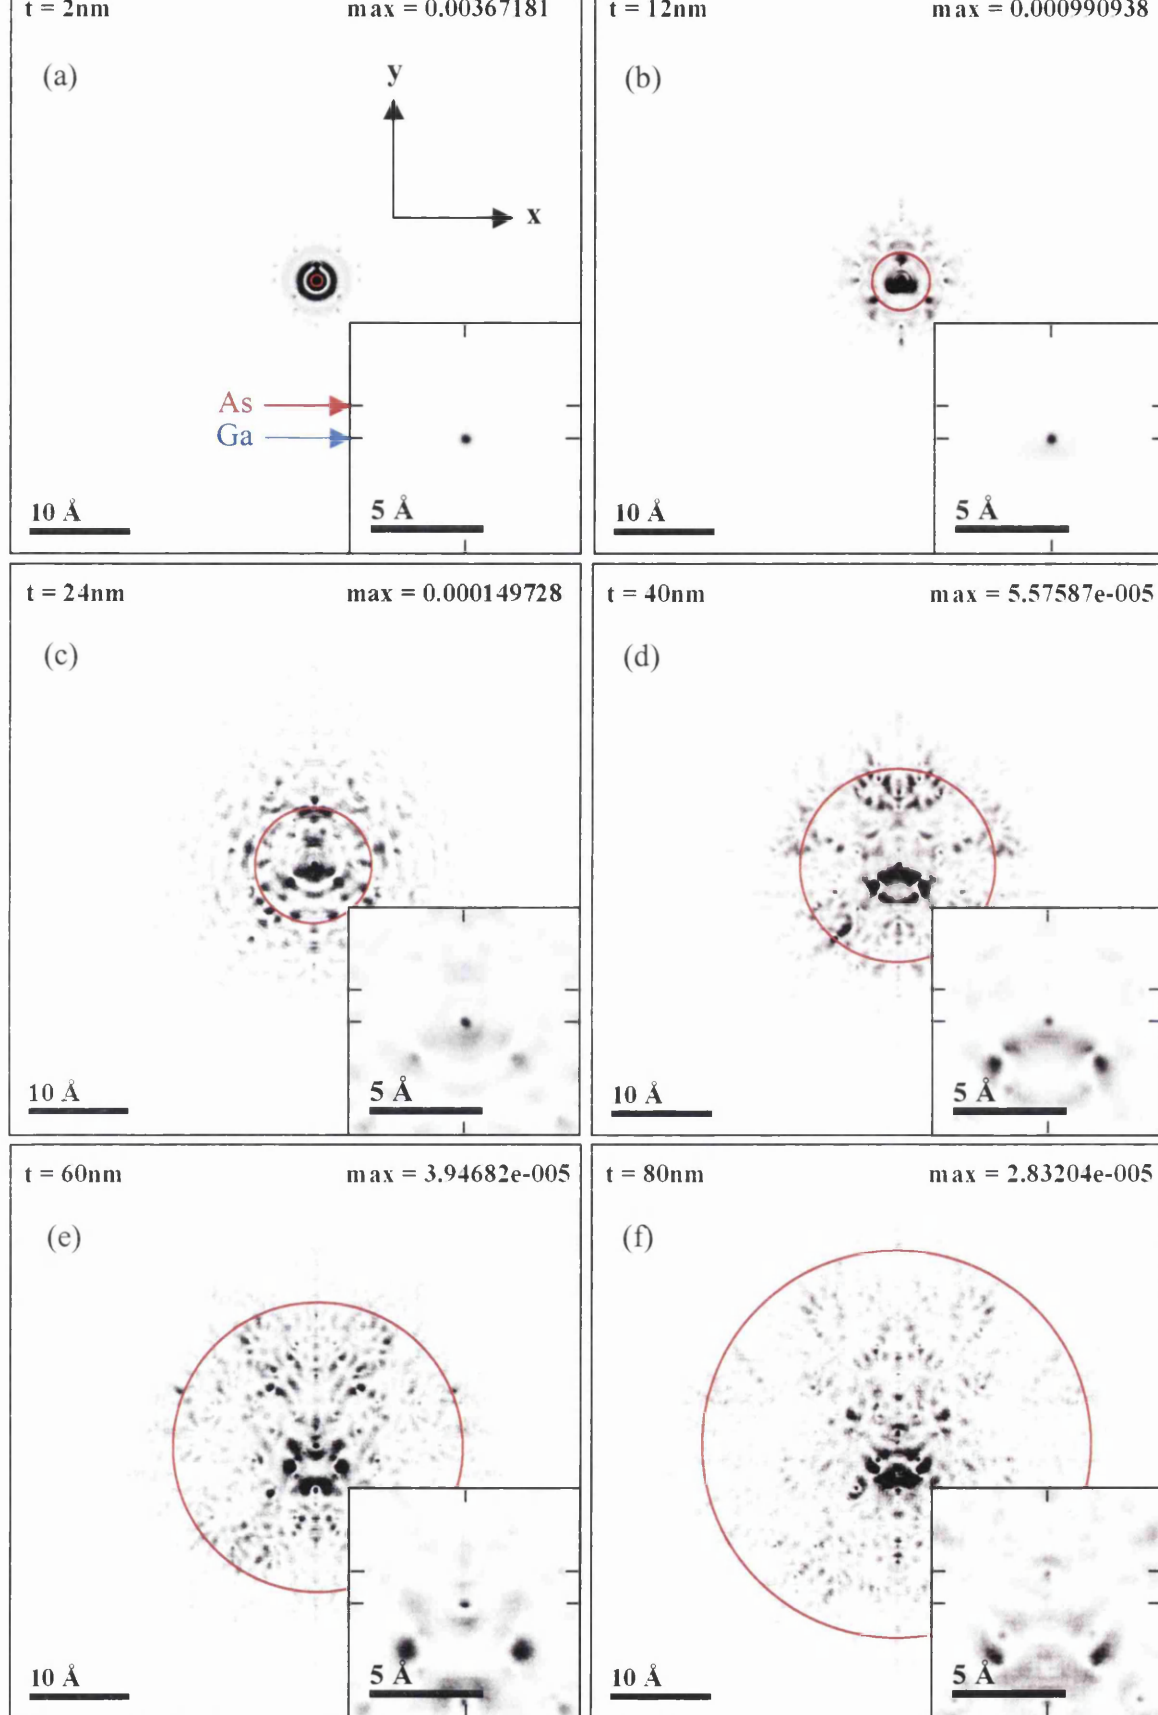 t = 2nm max = 0.00367181
(a)
y
x
As
Ga
10 Å
5 Å
t = 12nm max = 0.000990938
(b)
10 Å
5 Å
t = 24nm max = 0.000149728
(c)
10 Å
5 Å
t = 40nm max = 5.57587e-005
(d)
10 Å
5 Å
t = 60nm max = 3.94682e-005
(e)
10 Å
5 Å
t = 80nm max = 2.83204e-005
(f)
10 Å
5 Å